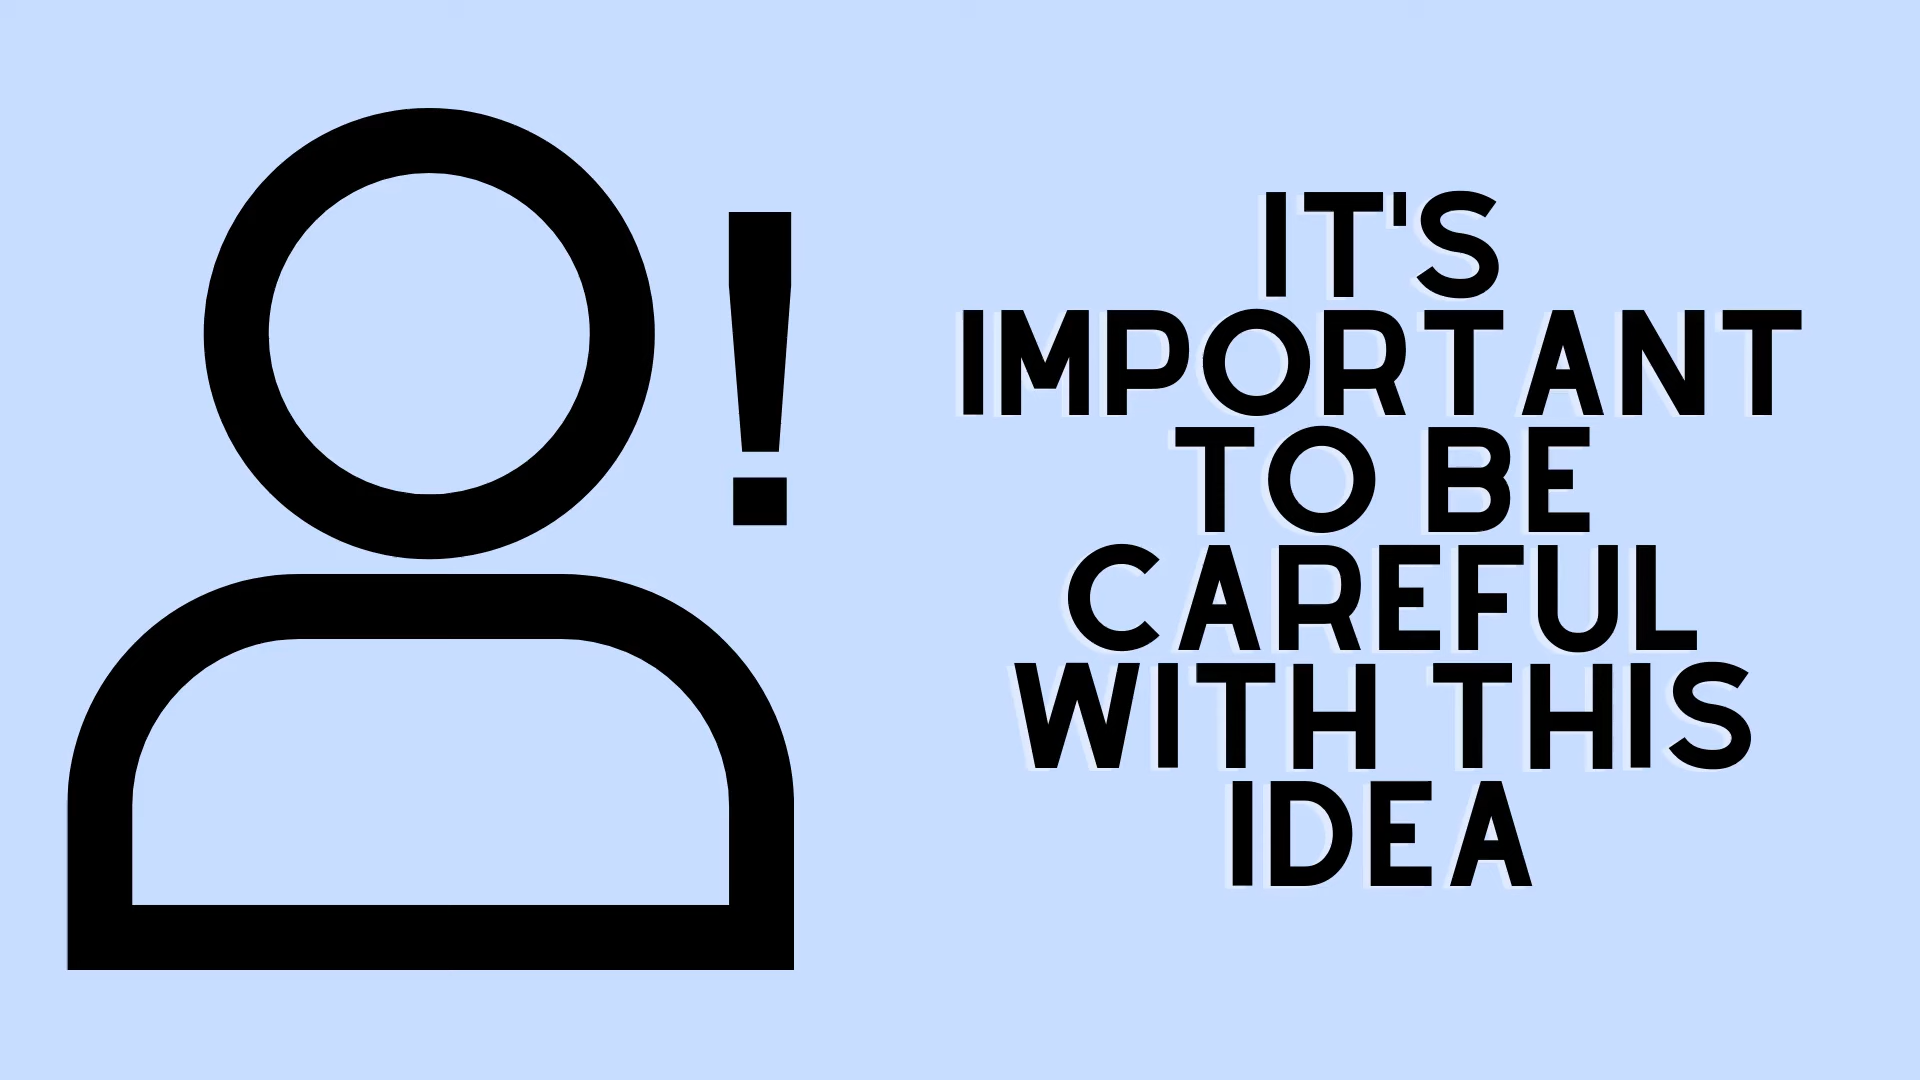 !
IT'S
IMPORTANT
TO BE
CAREFUL
WITH THIS
IDEA